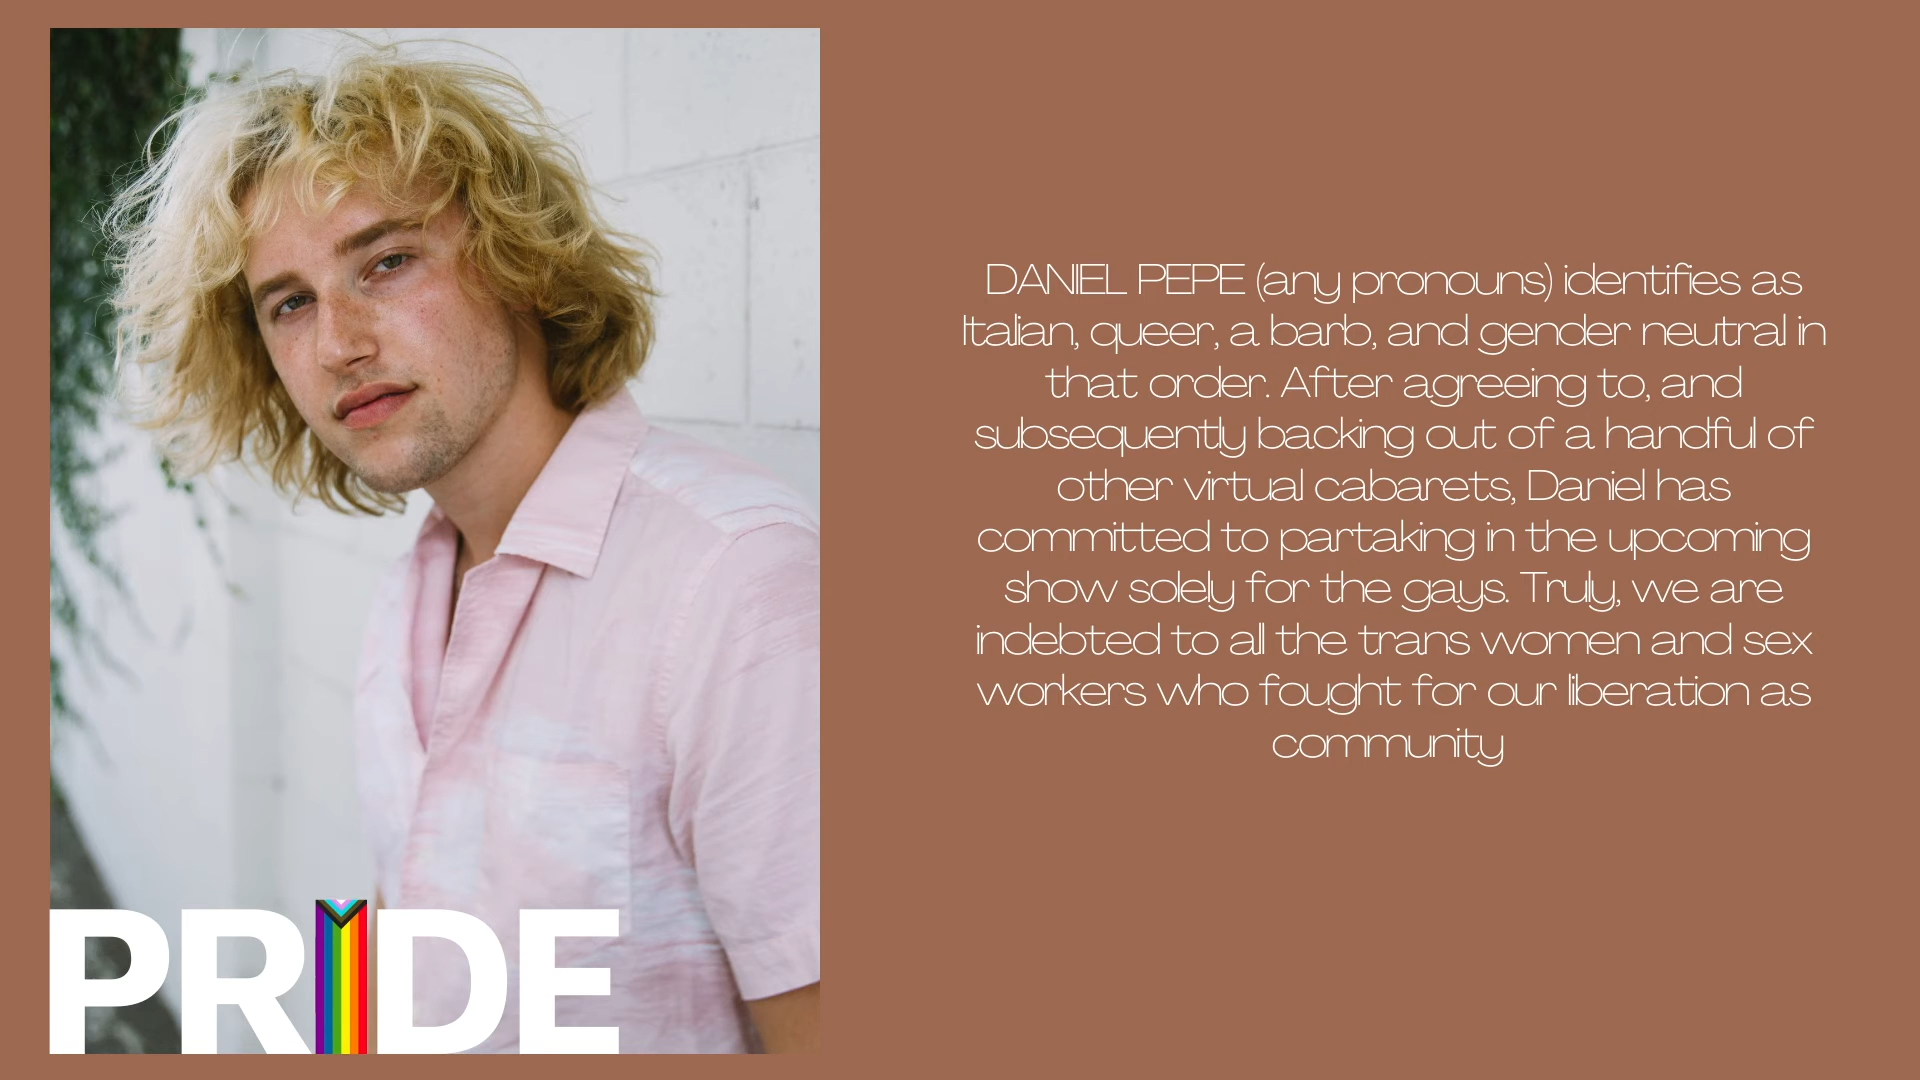 DANIEL PEPE (any pronouns) identifies as
Italian, queer, a barb, and gender neutral in
that order. After agreeing to, and
subsequently backing out of a handful of
other virtual cabarets, Daniel has
committed to partaking in the upcoming
show solely for the gays. Truly, we are
indebted to all the trans women and sex
workers who fought for our liberation as
community
PRIDE